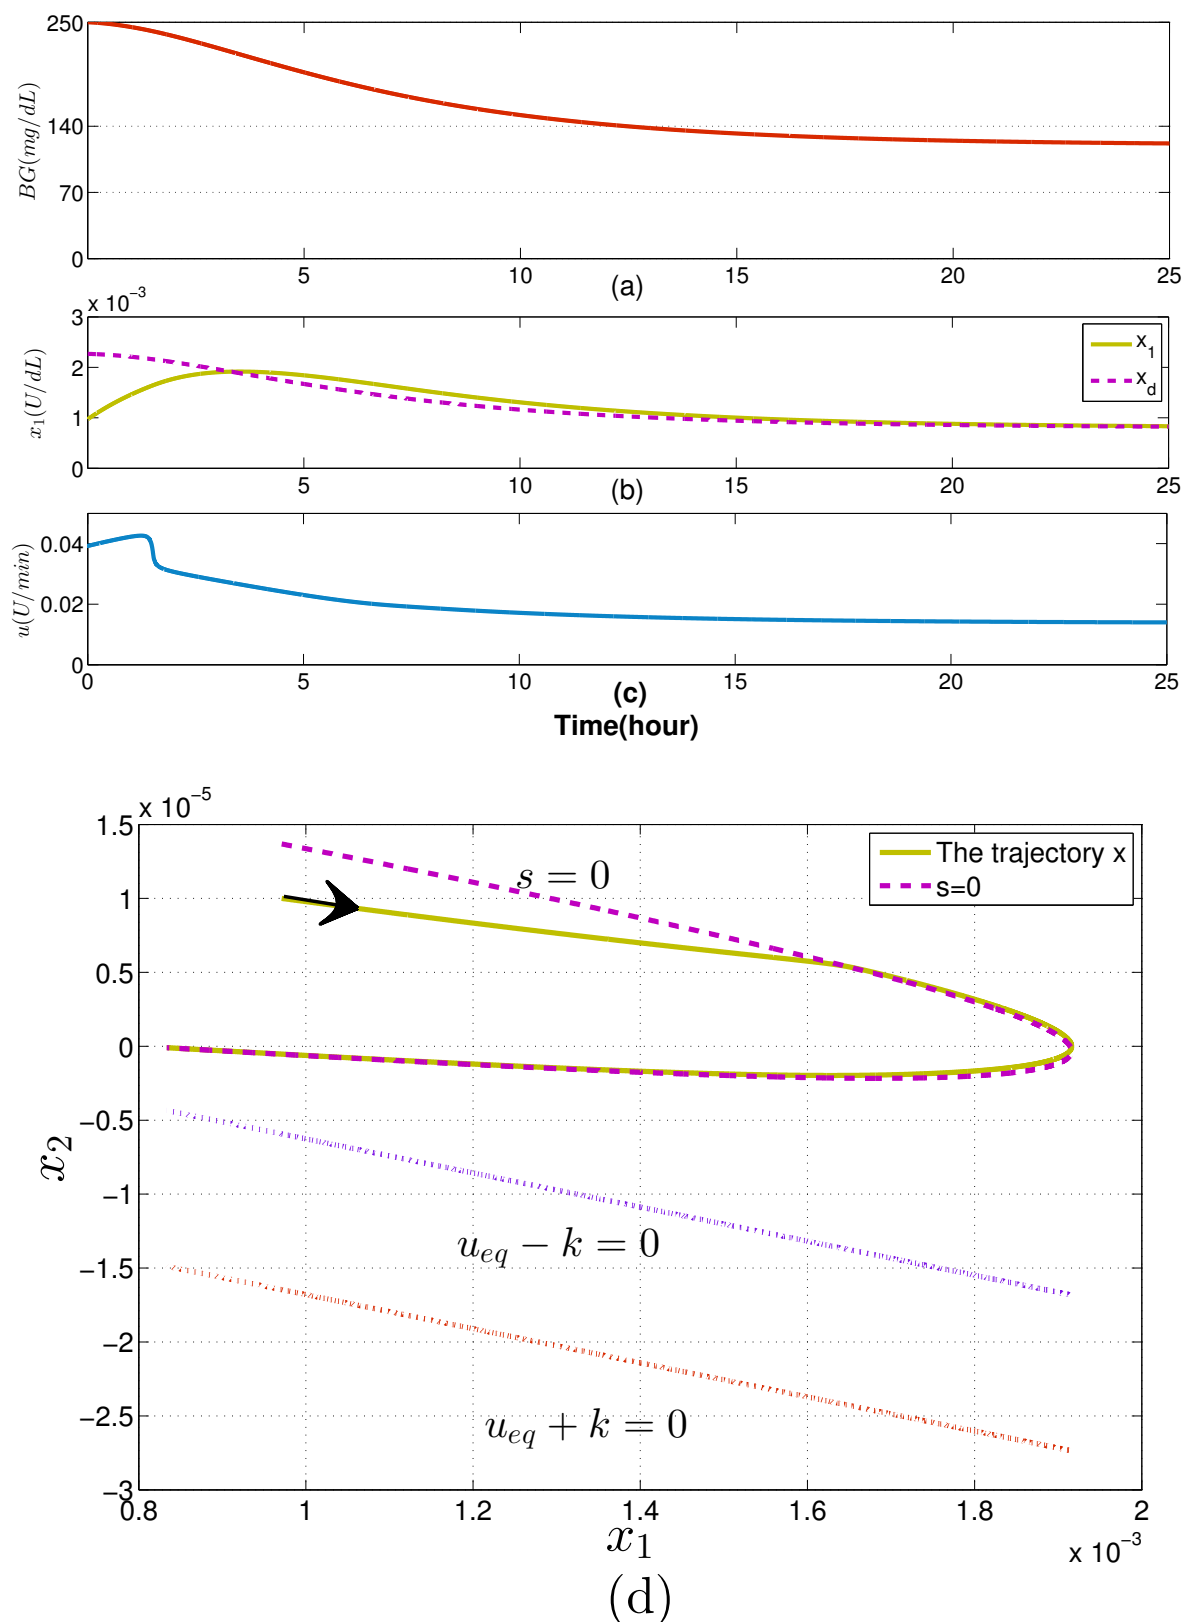 250
140
70
0
BG(mg/dL)
5 10 15 20 25
(a)
x 10⁻³
3
2
1
0
x₁(U/dL)
x₁
x_d
5 10 15 20 25
(b)
0.04
0.02
0
u(U/min)
0 5 10 15 20 25
(c)
Time(hour)
x 10⁻⁵
1.5
1
0.5
0
−0.5
−1
−1.5
−2
−2.5
−3
x₂
The trajectory x
s=0
s = 0
u_eq − k = 0
u_eq + k = 0
0.8 1 1.2 1.4 1.6 1.8 2
x₁
x 10⁻³
(d)